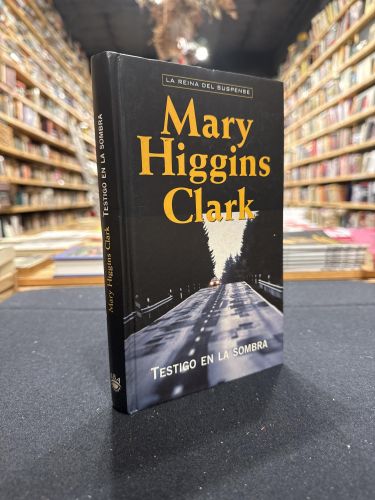 LA REINA DEL SUSPENSE
Mary
Higgins
Clark
TESTIGO EN LA SOMBRA
Mary Higgins Clark TESTIGO EN LA SOMBRA